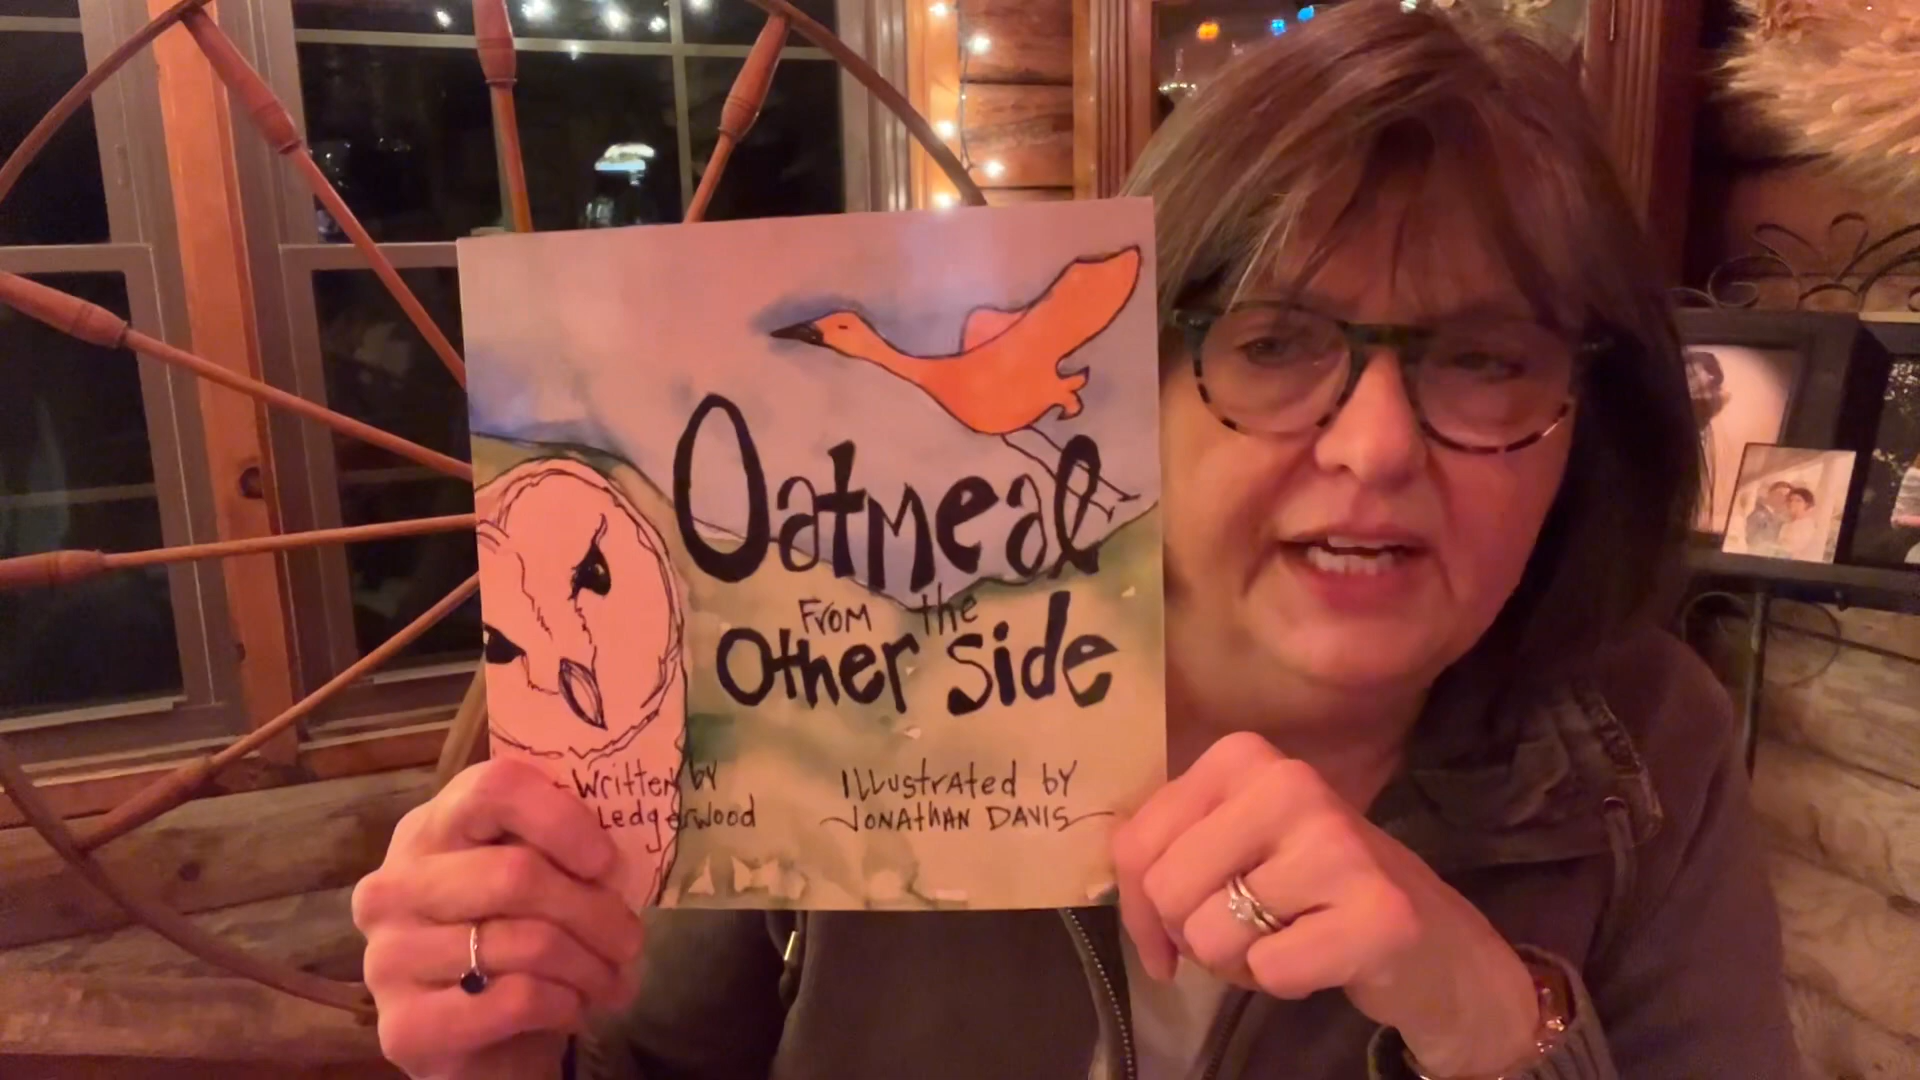 Oatmeal
From the
Other Side
Written by
Ledgerwood
Illustrated by
Jonathan Davis